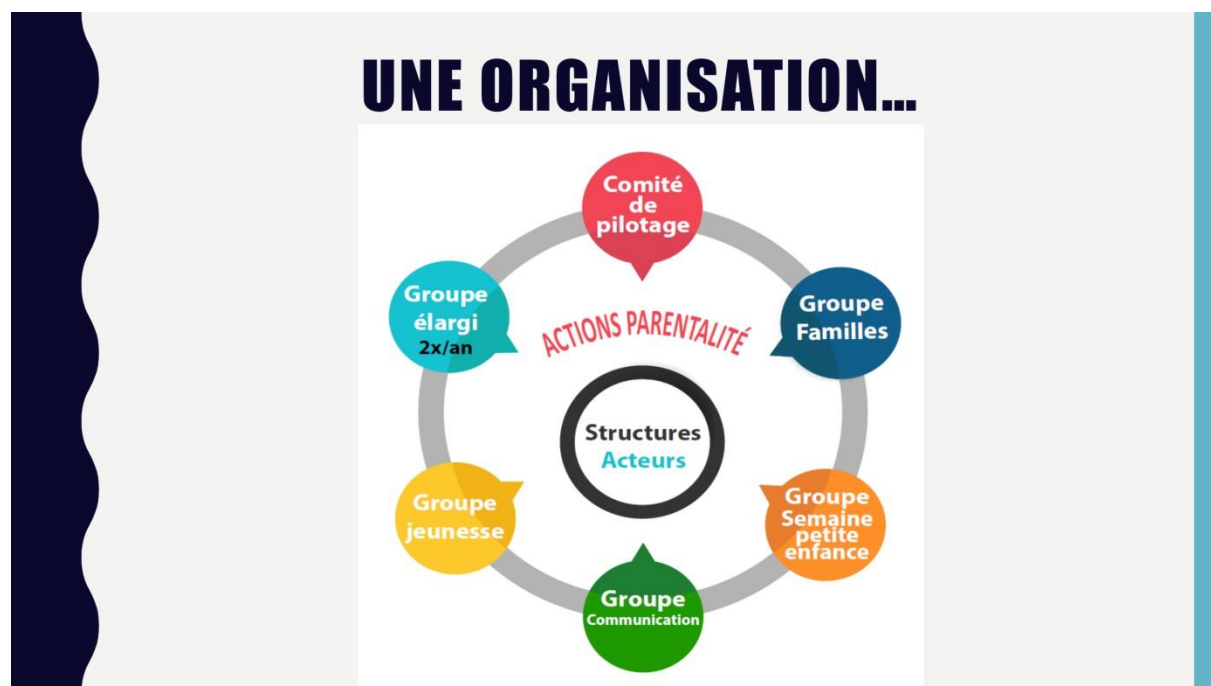 UNE ORGANISATION...
Comité
de
pilotage
Groupe
Familles
Groupe
Semaine
petite
enfance
Groupe
Communication
Groupe
jeunesse
Groupe
élargi
2x/an
ACTIONS PARENTALITÉ
Structures
Acteurs